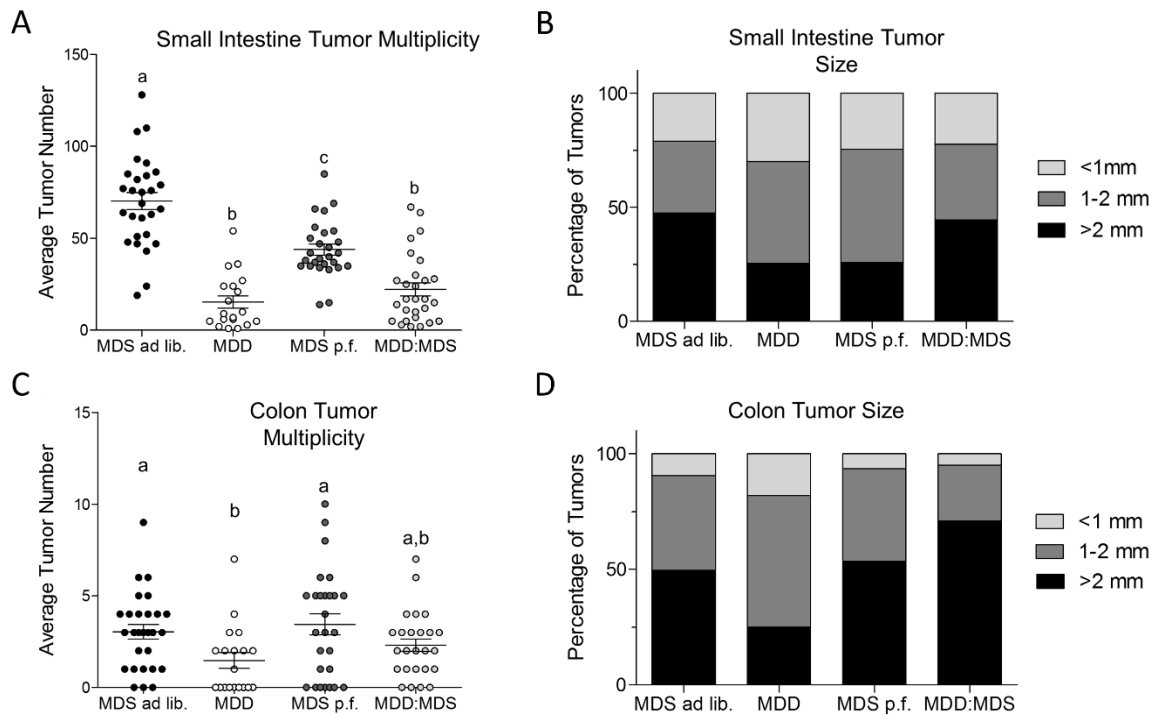 A
Small Intestine Tumor Multiplicity
150
100
50
0
Average Tumor Number
a
b
c
b
MDS ad lib.
MDD
MDS p.f.
MDD:MDS
B
Small Intestine Tumor
Size
100
50
0
Percentage of Tumors
MDS ad lib.
MDD
MDS p.f.
MDD:MDS
<1mm
1-2 mm
>2 mm
C
Colon Tumor
Multiplicity
15
10
5
0
Average Tumor Number
a
b
a
a,b
MDS ad lib.
MDD
MDS p.f.
MDD:MDS
D
Colon Tumor Size
100
50
0
Percentage of Tumors
MDS ad lib.
MDD
MDS p.f.
MDD:MDS
<1 mm
1-2 mm
>2 mm